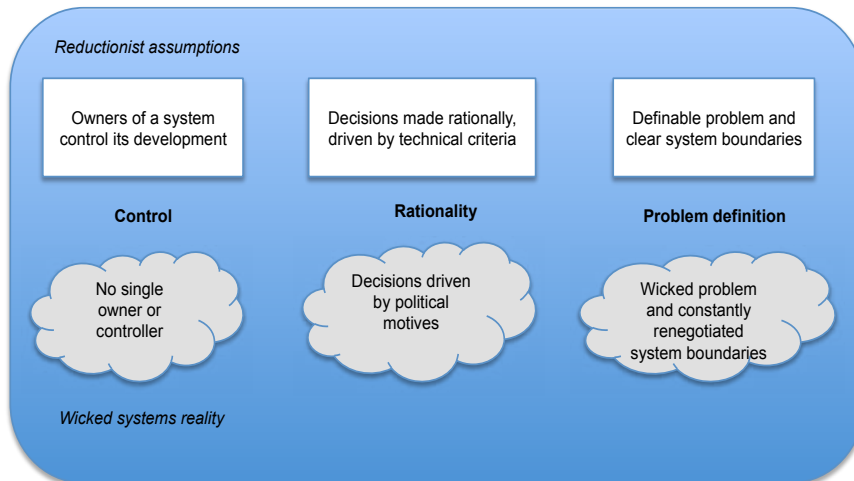 Reductionist assumptions
Owners of a system
control its development
Decisions made rationally,
driven by technical criteria
Definable problem and
clear system boundaries
Control
Rationality
Problem definition
No single
owner or
controller
Decisions driven
by political
motives
Wicked problem
and constantly
renegotiated
system boundaries
Wicked systems reality